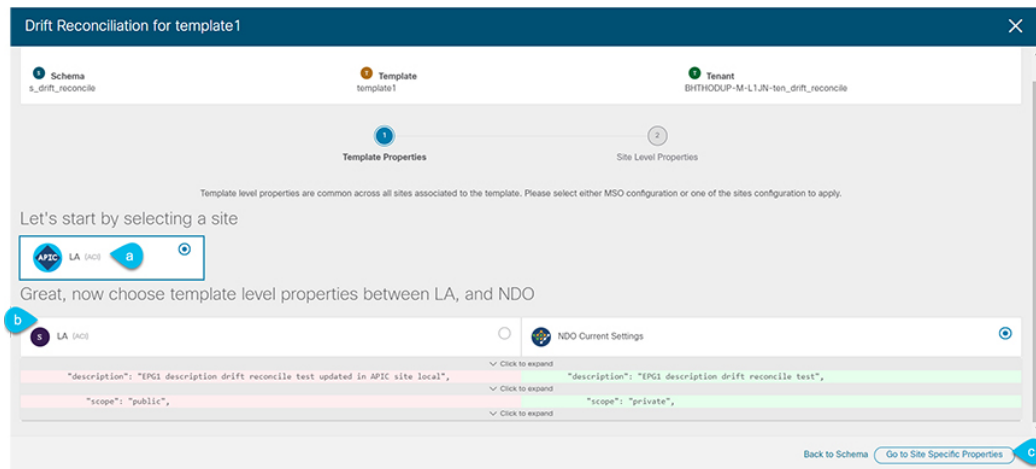 Drift Reconciliation for template1
S Schema
s_drift_reconcile
T Template
template1
T Tenant
BHTHODUP-M-L1JN-ten_drift_reconcile
1
Template Properties
2
Site Level Properties
Template level properties are common across all sites associated to the template. Please select either MSO configuration or one of the sites configuration to apply.
Let's start by selecting a site
APIC LA (ACI) a
Great, now choose template level properties between LA, and NDO
b
S LA (ACI)
NDO Current Settings
Click to expand
"description": "EPG1 description drift reconcile test updated in APIC site local", "description": "EPG1 description drift reconcile test",
Click to expand
"scope": "public", "scope": "private",
Click to expand
Back to Schema Go to Site Specific Properties c